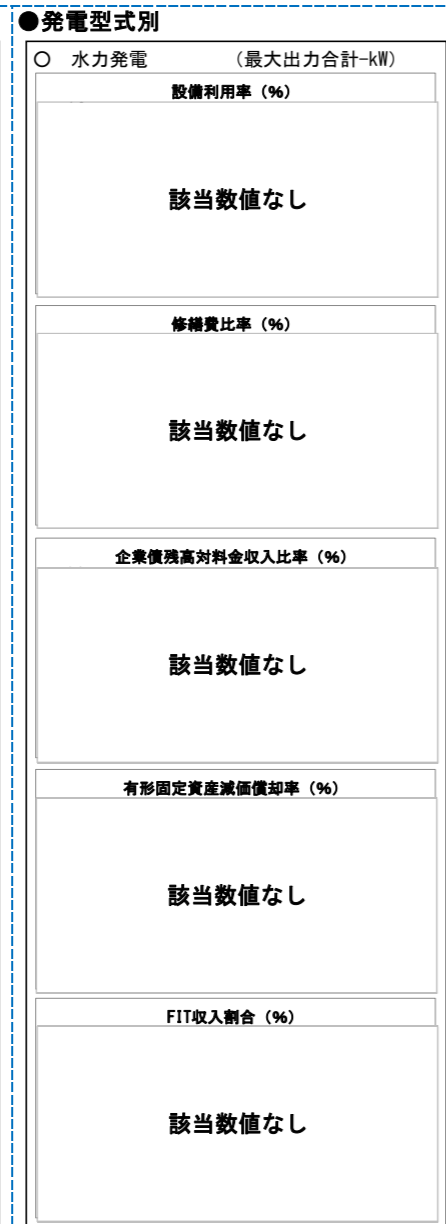 ●発電型式別
○ 水力発電 （最大出力合計-kW）
設備利用率（%）
該当数値なし
修繕費比率（%）
該当数値なし
企業債残高対料金収入比率（%）
該当数値なし
有形固定資産減価償却率（%）
該当数値なし
FIT収入割合（%）
該当数値なし